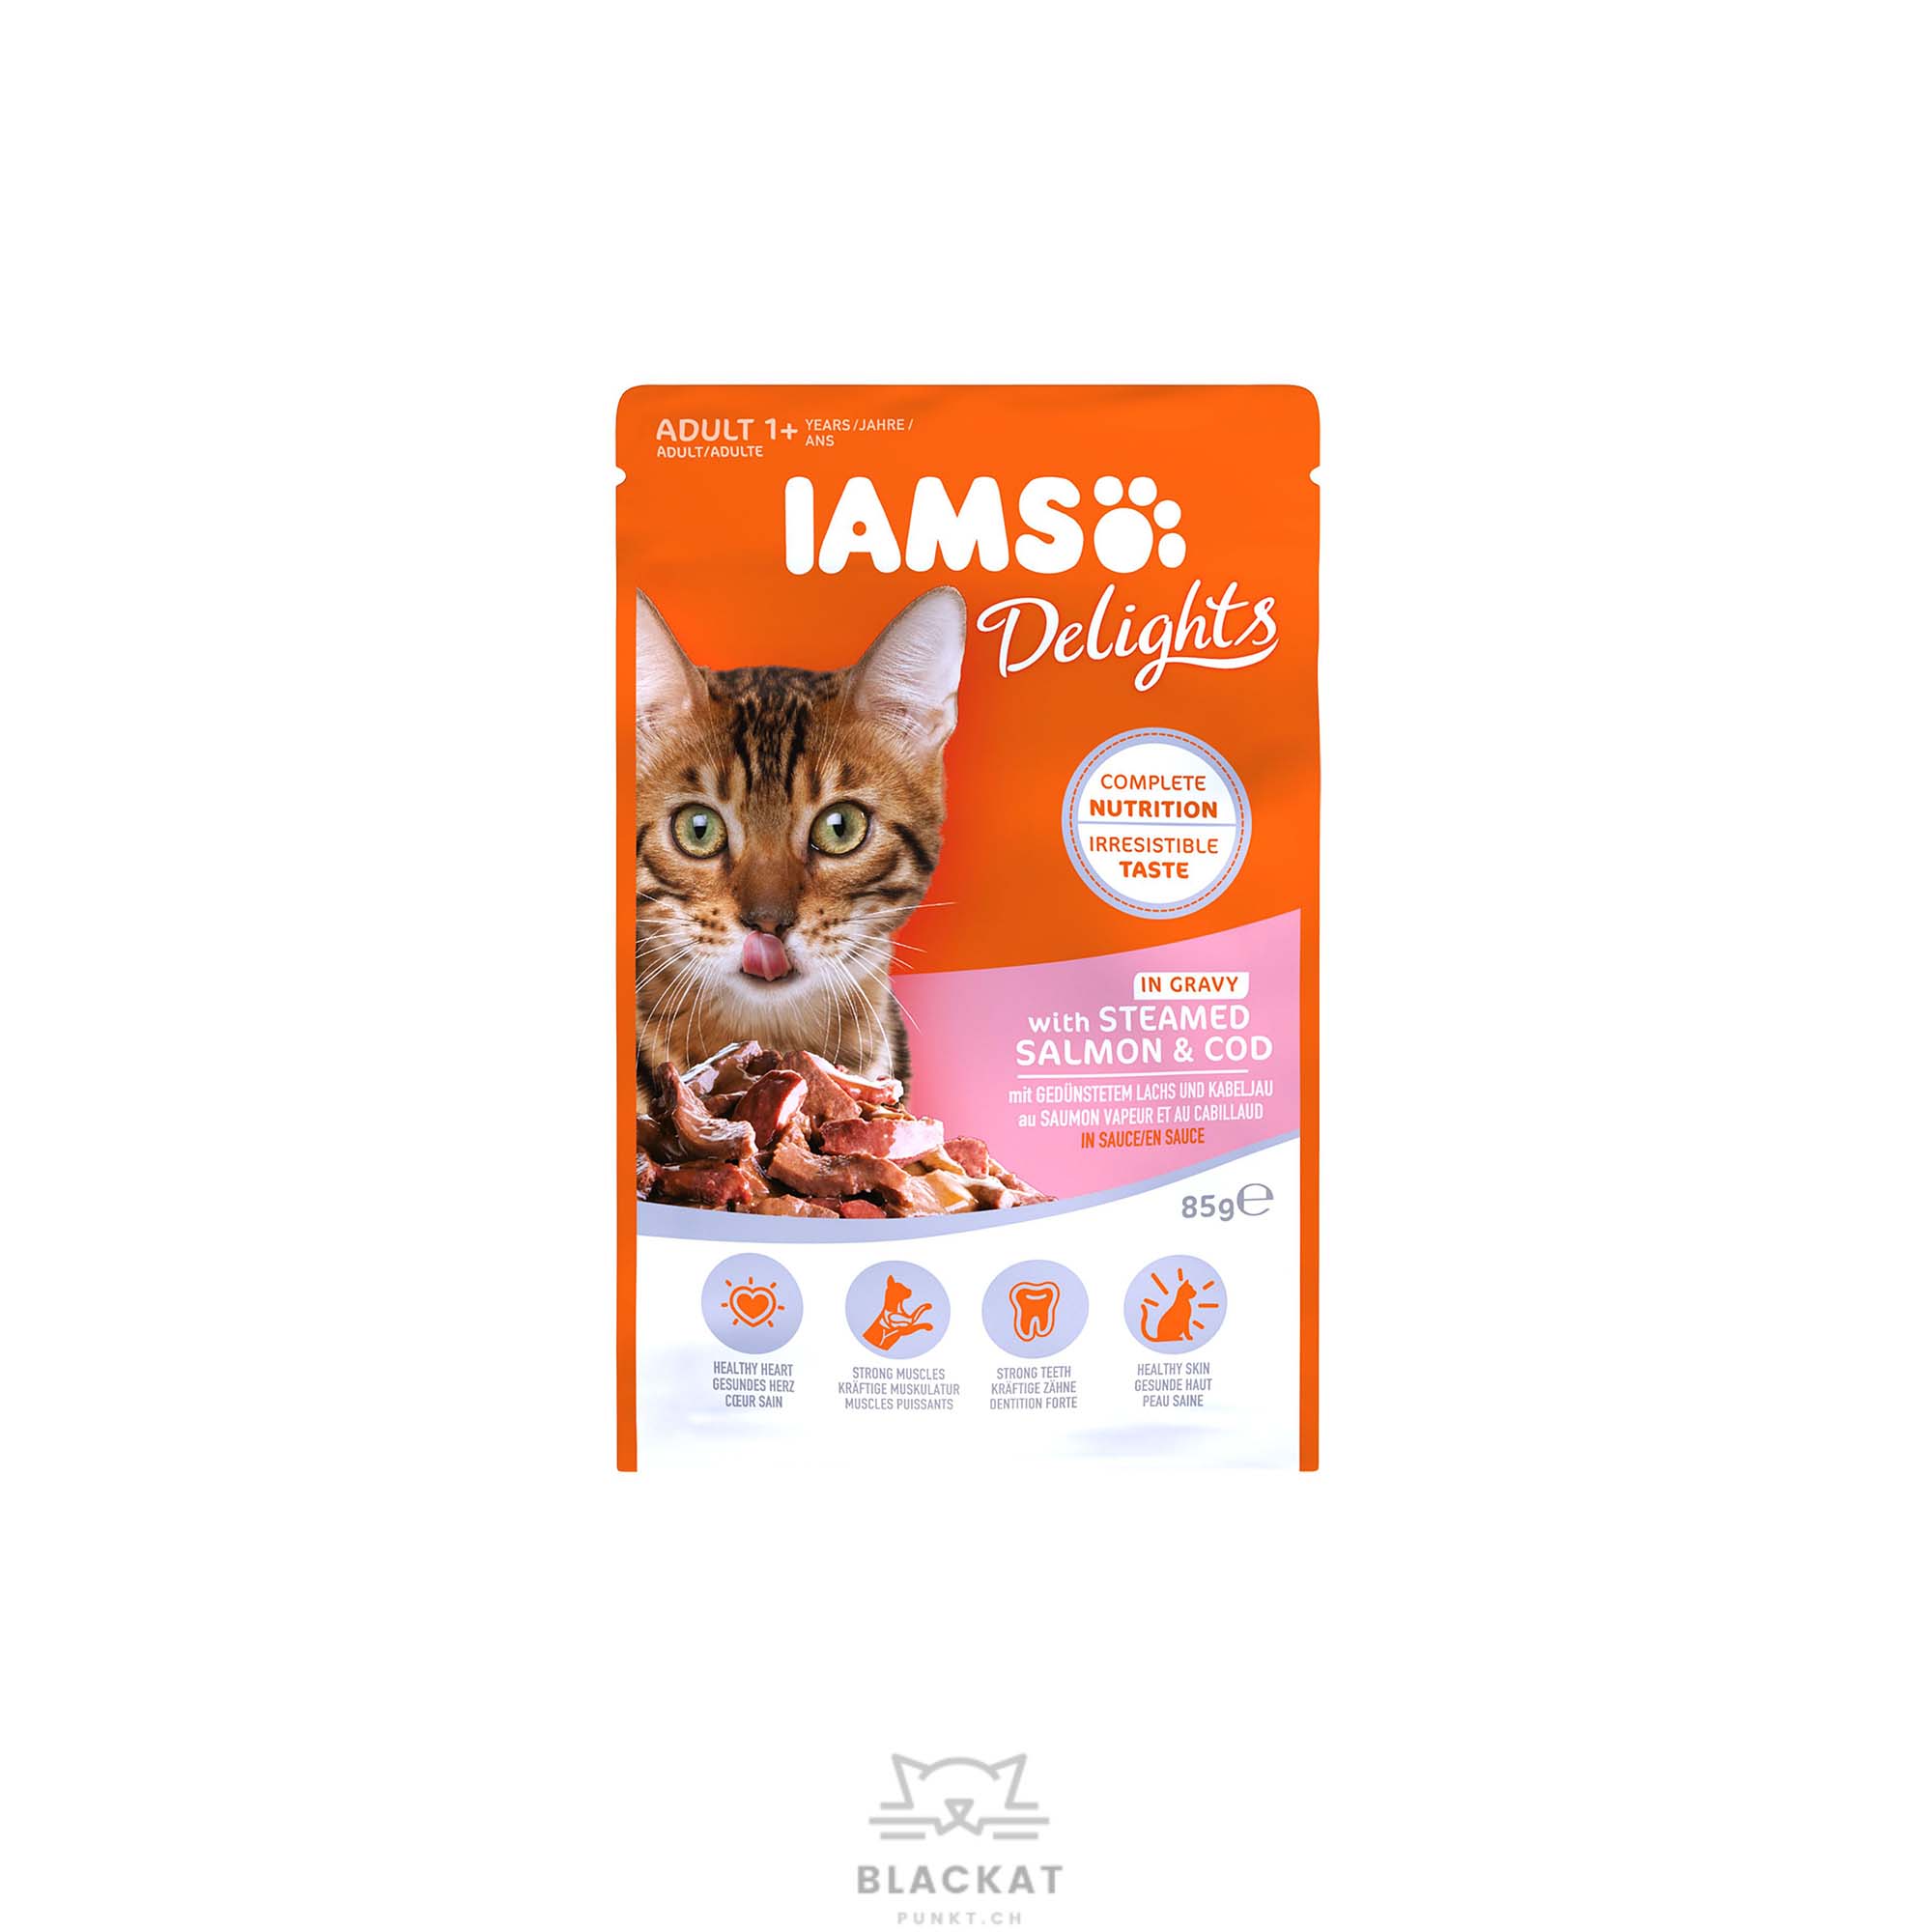 ADULT 1+ YEARS/JAHRE/
ADULT/ADULTE ANS
IAMS
Delights
COMPLETE
NUTRITION
IRRESISTIBLE
TASTE
IN GRAVY
with STEAMED
SALMON & COD
mit GEDÜNSTETEM LACHS UND KABELJAU
au SAUMON VAPEUR ET AU CABILLAUD
IN SAUCE/EN SAUCE
85g℮
HEALTHY HEART
GESUNDES HERZ
CŒUR SAIN
STRONG MUSCLES
KRÄFTIGE MUSKULATUR
MUSCLES PUISSANTS
STRONG TEETH
KRÄFTIGE ZÄHNE
DENTITION FORTE
HEALTHY SKIN
GESUNDE HAUT
PEAU SAINE
BLACKAT
PUNKT.CH